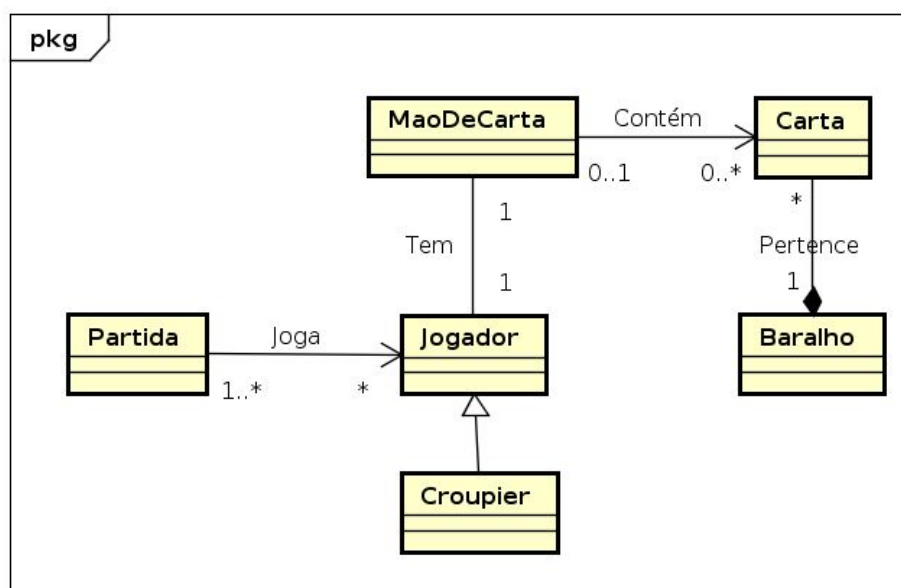 pkg
MaoDeCarta
Contém
Carta
0..1
0..*
1
*
Tem
Pertence
1
1
Partida
Joga
Jogador
Baralho
1..*
*
Croupier